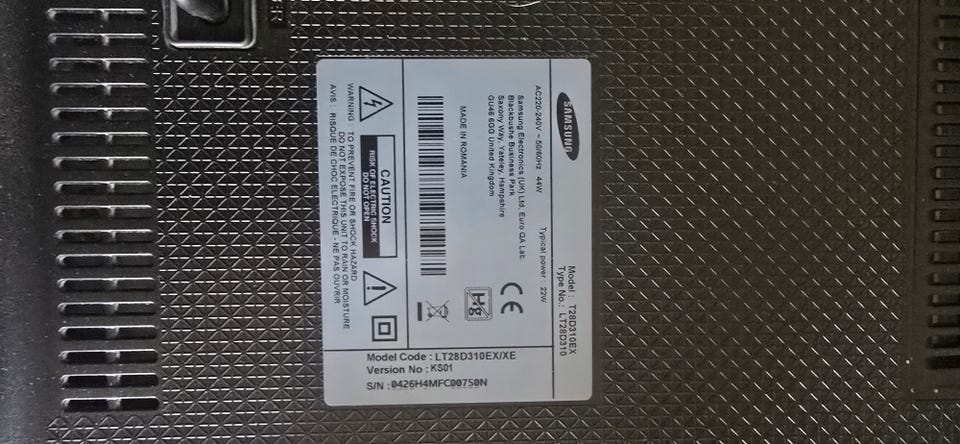 SAMSUNG
Model : T28D310EX
Type No.: LT28D310
AC220-240V ~ 50/60Hz 44W
Typical power : 22W
Samsung Electronics (UK) Ltd. Euro QA Lab.
Blackbushe Business Park
Saxony Way, Yateley, Hampshire
GU46 6GG United Kingdom
CE
Hg
MADE IN ROMANIA
CAUTION
RISK OF ELECTRIC SHOCK
DO NOT OPEN
WARNING : TO PREVENT FIRE OR SHOCK HAZARD
DO NOT EXPOSE THIS UNIT TO RAIN OR MOISTURE
AVIS : RISQUE DE CHOC ELECTRIQUE - NE PAS OUVRIR
Model Code : LT28D310EX/XE
Version No : KS01
S/N : 0426H4MFC00750N